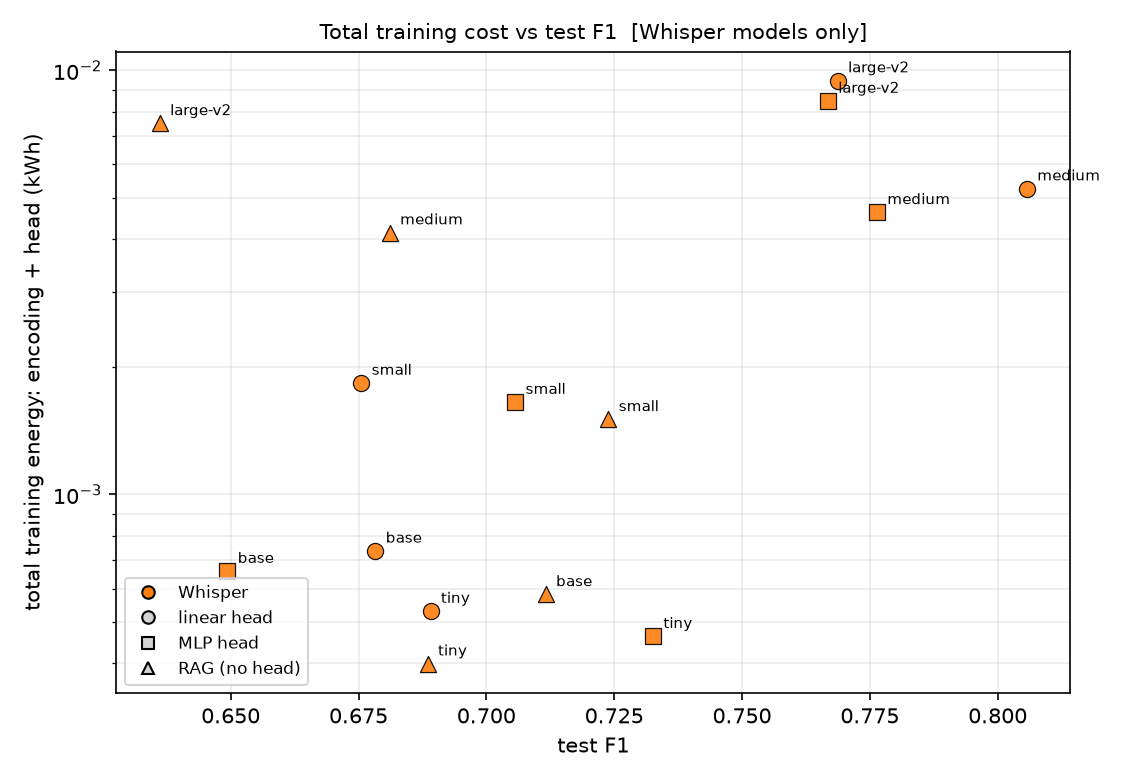 Total training cost vs test F1  [Whisper models only]
total training energy: encoding + head (kWh)
10⁻²
10⁻³
large-v2
large-v2
large-v2
medium
medium
medium
small
small
small
base
base
base
tiny
tiny
tiny
Whisper
linear head
MLP head
RAG (no head)
0.650 0.675 0.700 0.725 0.750 0.775 0.800
test F1